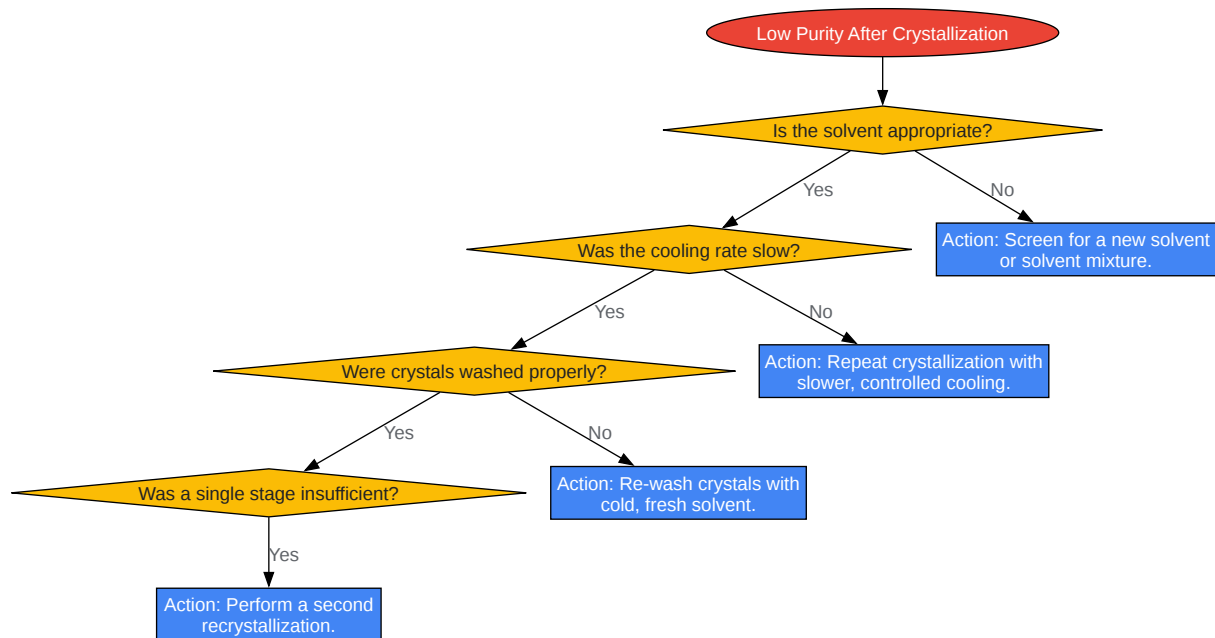 Low Purity After Crystallization
Is the solvent appropriate?
Yes
No
Action: Screen for a new solvent
or solvent mixture.
Was the cooling rate slow?
Yes
No
Action: Repeat crystallization with
slower, controlled cooling.
Were crystals washed properly?
Yes
No
Action: Re-wash crystals with
cold, fresh solvent.
Was a single stage insufficient?
Yes
Action: Perform a second
recrystallization.